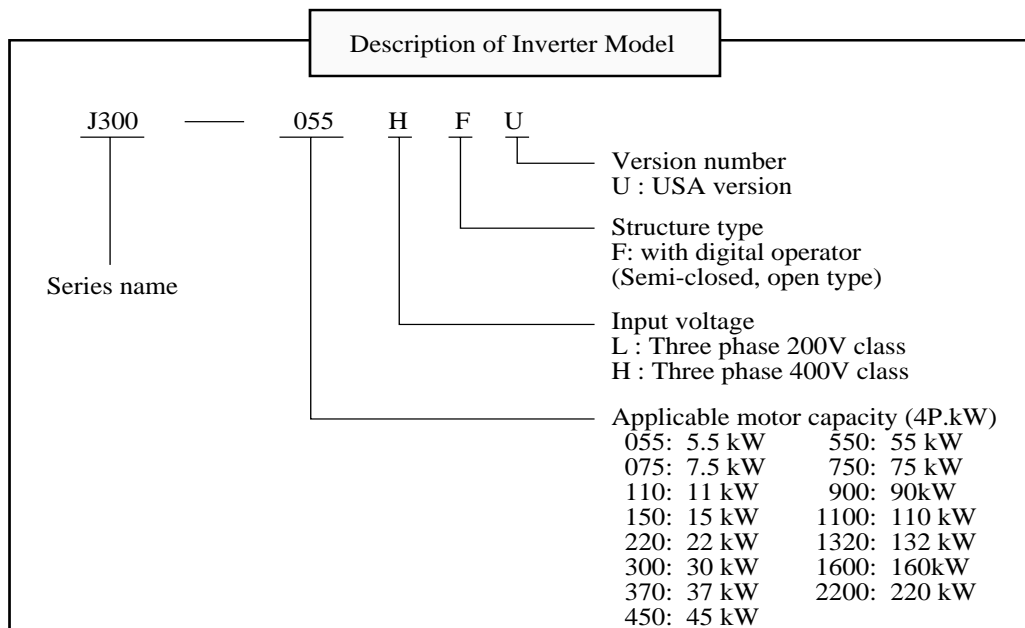 Description of Inverter Model
J300 — 055 H F U
Version number
U : USA version
Structure type
F: with digital operator
(Semi-closed, open type)
Series name
Input voltage
L : Three phase 200V class
H : Three phase 400V class
Applicable motor capacity (4P.kW)
055: 5.5 kW 550: 55 kW
075: 7.5 kW 750: 75 kW
110: 11 kW 900: 90kW
150: 15 kW 1100: 110 kW
220: 22 kW 1320: 132 kW
300: 30 kW 1600: 160kW
370: 37 kW 2200: 220 kW
450: 45 kW